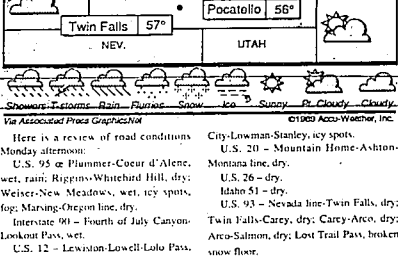 Pocatello 56°
Twin Falls 57°
NEV.
UTAH
Showers T-storms Rain Flurries Snow Ice Sunny Pt. Cloudy Cloudy
Via Associated Press GraphicsNet
©1989 Accu-Weather, Inc.
Here is a review of road conditions
Monday afternoon:
U.S. 95 œ Plummer-Coeur d'Alene,
wet, rain; Riggins-Whitebird Hill, dry;
Weiser-New Meadows, wet, icy spots,
fog; Marsing-Oregon line, dry.
Interstate 90 – Fourth of July Canyon-
Lookout Pass, wet.
U.S. 12 – Lewiston-Lowell-Lolo Pass,
City-Lowman-Stanley, icy spots.
U.S. 20 – Mountain Home-Ashton-
Montana line, dry.
U.S. 26 – dry.
Idaho 51 – dry.
U.S. 93 – Nevada line-Twin Falls, dry;
Twin Falls-Carey, dry; Carey-Arco, dry;
Arco-Salmon, dry; Lost Trail Pass, broken
snow floor.